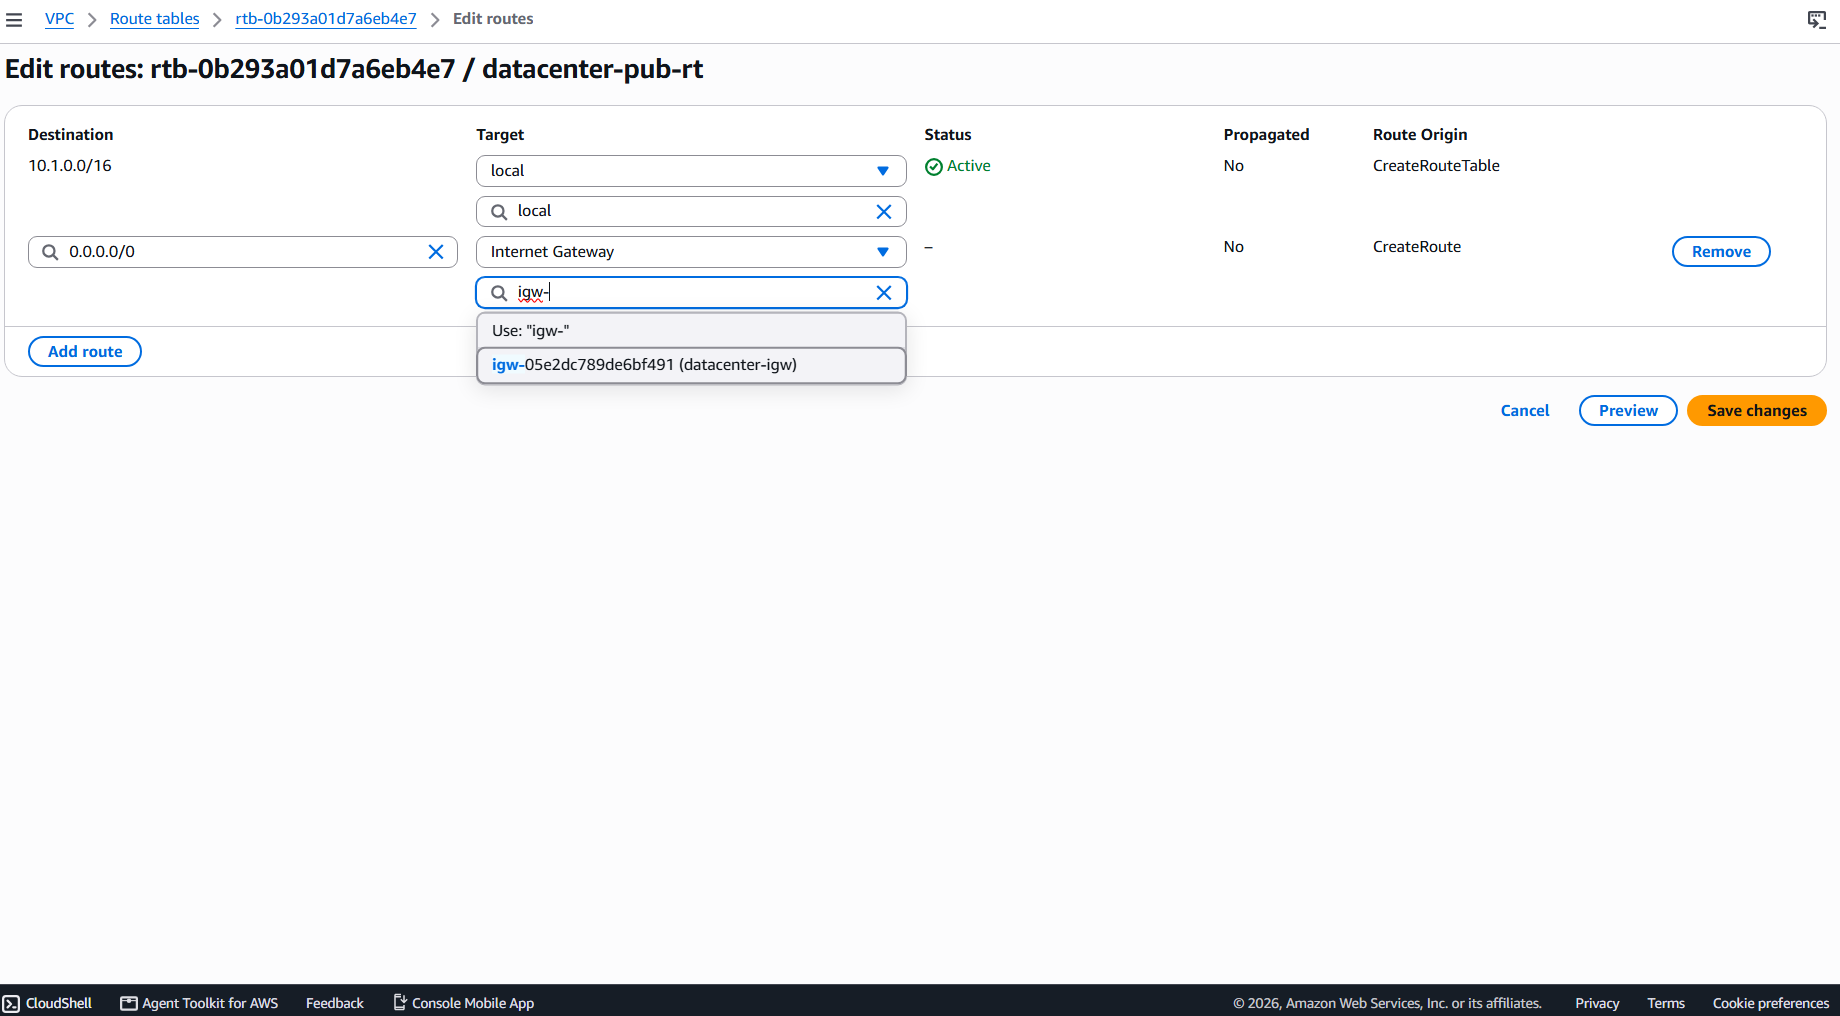 VPC > Route tables > rtb-0b293a01d7a6eb4e7 > Edit routes
Edit routes: rtb-0b293a01d7a6eb4e7 / datacenter-pub-rt
Destination Target Status Propagated Route Origin
10.1.0.0/16 local Active No CreateRouteTable
local
0.0.0.0/0 Internet Gateway – No CreateRoute Remove
igw-
Use: "igw-"
Add route
igw-05e2dc789de6bf491 (datacenter-igw)
Cancel Preview Save changes
CloudShell Agent Toolkit for AWS Feedback Console Mobile App © 2026, Amazon Web Services, Inc. or its affiliates. Privacy Terms Cookie preferences